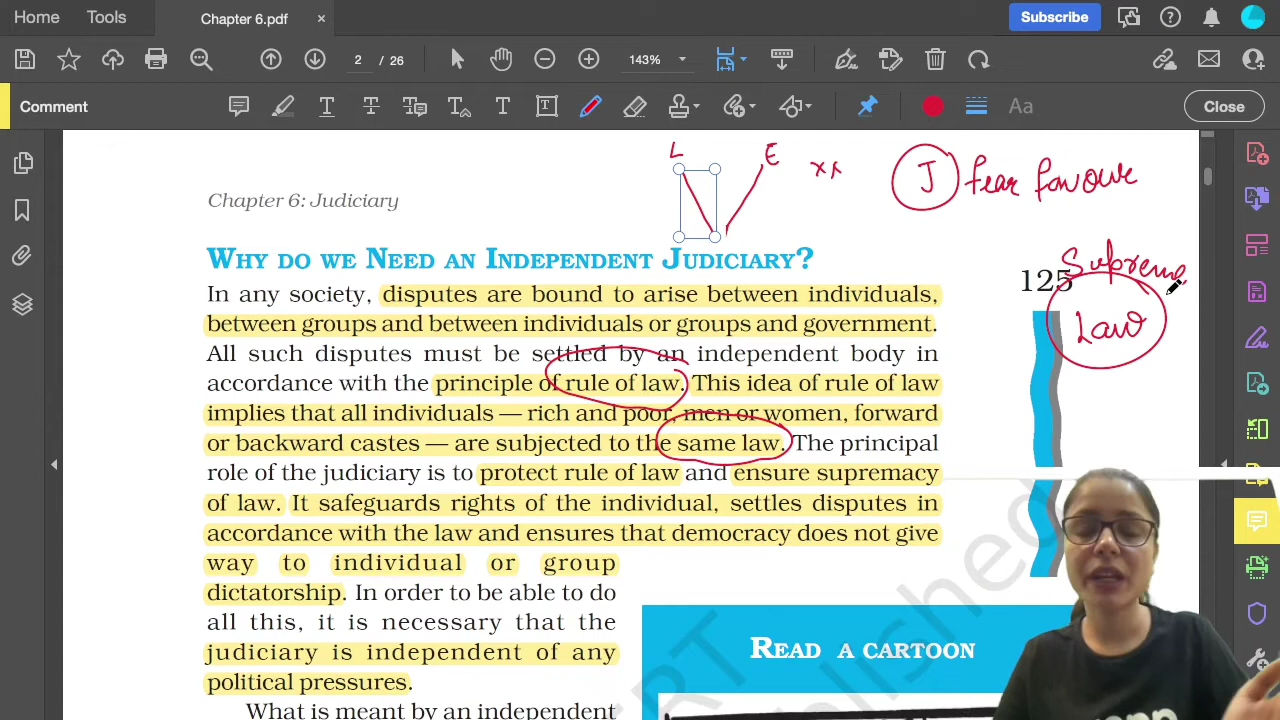 Home Tools Chapter 6.pdf × Subscribe
2 / 26 143%
Comment Aa Close
L E xx J fear favour
Chapter 6: Judiciary
WHY DO WE NEED AN INDEPENDENT JUDICIARY?
Supreme
125
Law
In any society, disputes are bound to arise between individuals,
between groups and between individuals or groups and government.
All such disputes must be settled by an independent body in
accordance with the principle of rule of law. This idea of rule of law
implies that all individuals — rich and poor, men or women, forward
or backward castes — are subjected to the same law. The principal
role of the judiciary is to protect rule of law and ensure supremacy
of law. It safeguards rights of the individual, settles disputes in
accordance with the law and ensures that democracy does not give
way to individual or group
dictatorship. In order to be able to do
all this, it is necessary that the
judiciary is independent of any
political pressures.
What is meant by an independent
READ A CARTOON